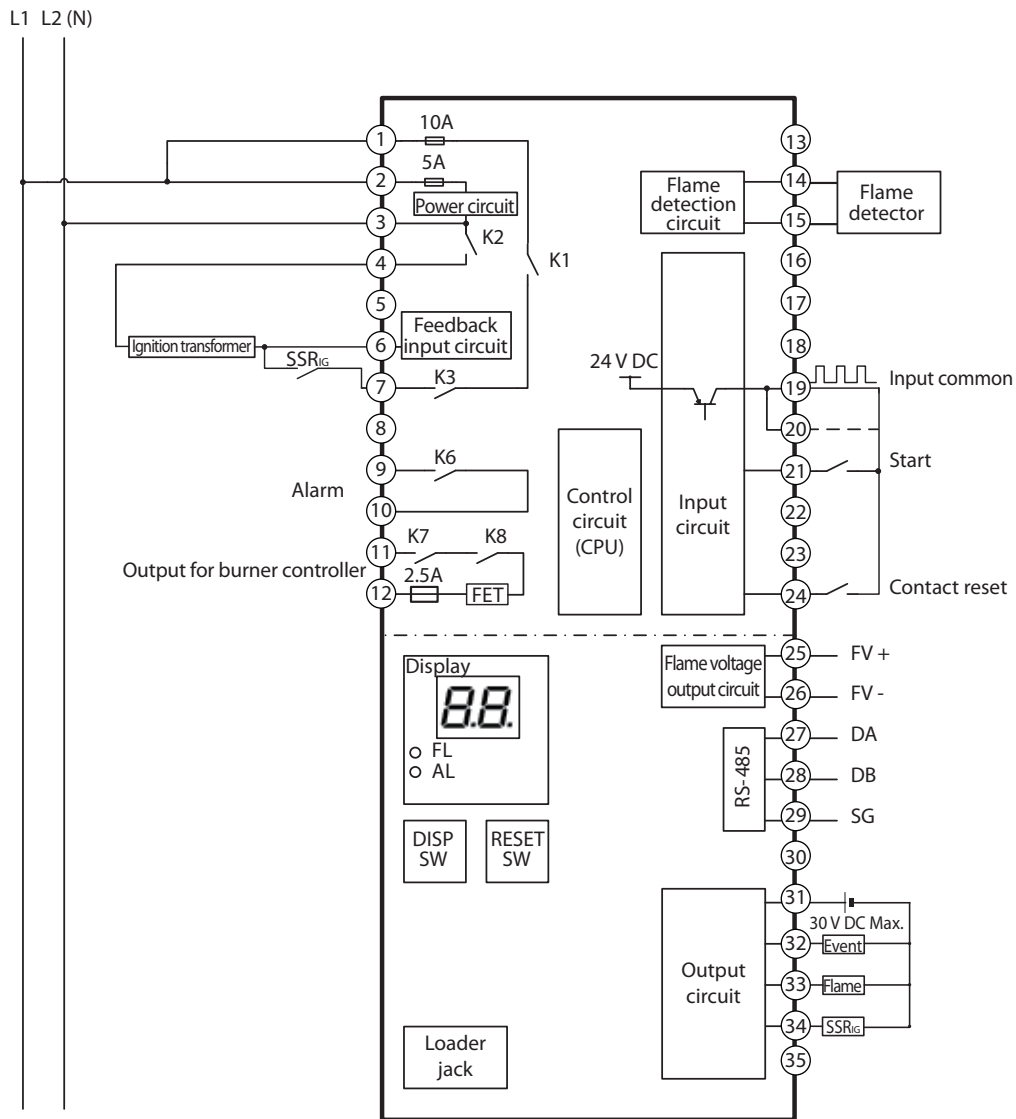 L1 L2 (N)
10A
1
13
5A
2
14
Flame
detection
circuit
Flame
detector
Power circuit
3
15
K2
4
K1
16
5
17
Feedback
input circuit
Ignition transformer
6
18
SSRIG
24 V DC
7
K3
19
Input common
8
20
K6
9
21
Start
Alarm
Control
circuit
(CPU)
Input
circuit
10
22
K7
K8
11
23
Output for burner controller
2.5A
12
FET
24
Contact reset
Display
8.8.
FL
AL
Flame voltage
output circuit
25
FV +
26
FV -
27
DA
RS-485
28
DB
29
SG
DISP
SW
RESET
SW
30
31
30 V DC Max.
32
Event
Output
circuit
33
Flame
34
SSRIG
Loader
jack
35